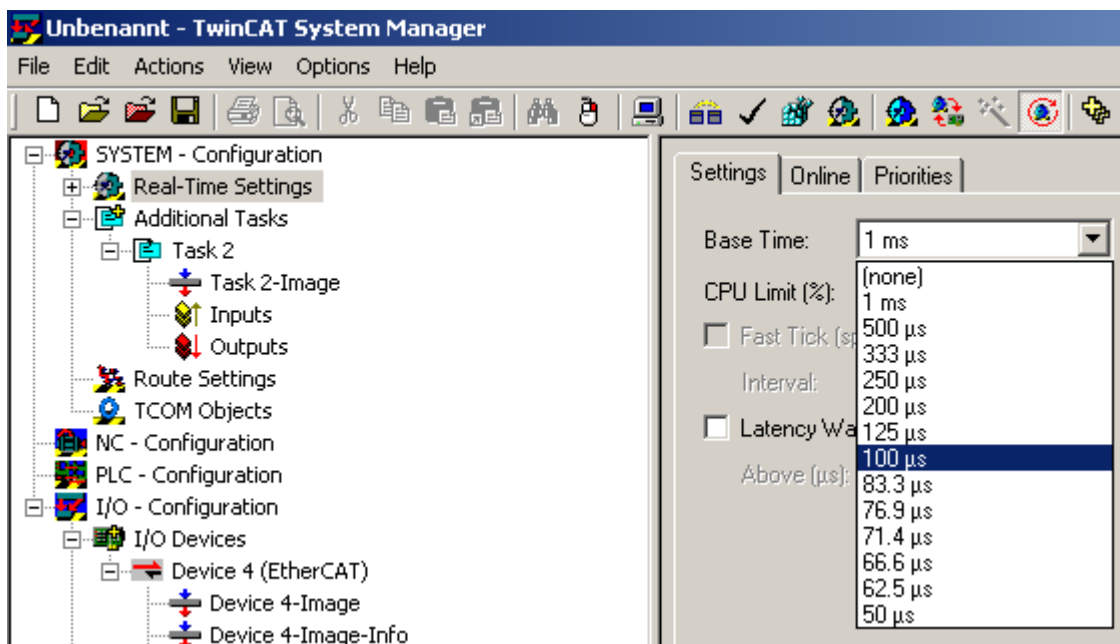 Unbenannt - TwinCAT System Manager
File Edit Actions View Options Help
SYSTEM - Configuration
Real-Time Settings
Additional Tasks
Task 2
Task 2-Image
Inputs
Outputs
Route Settings
TCOM Objects
NC - Configuration
PLC - Configuration
I/O - Configuration
I/O Devices
Device 4 (EtherCAT)
Device 4-Image
Device 4-Image-Info
Settings Online Priorities
Base Time: 1 ms
(none)
1 ms
500 µs
333 µs
250 µs
200 µs
125 µs
100 µs
83.3 µs
76.9 µs
71.4 µs
66.6 µs
62.5 µs
50 µs
CPU Limit (%):
Fast Tick (sp
Interval:
Latency Wa
Above (µs):